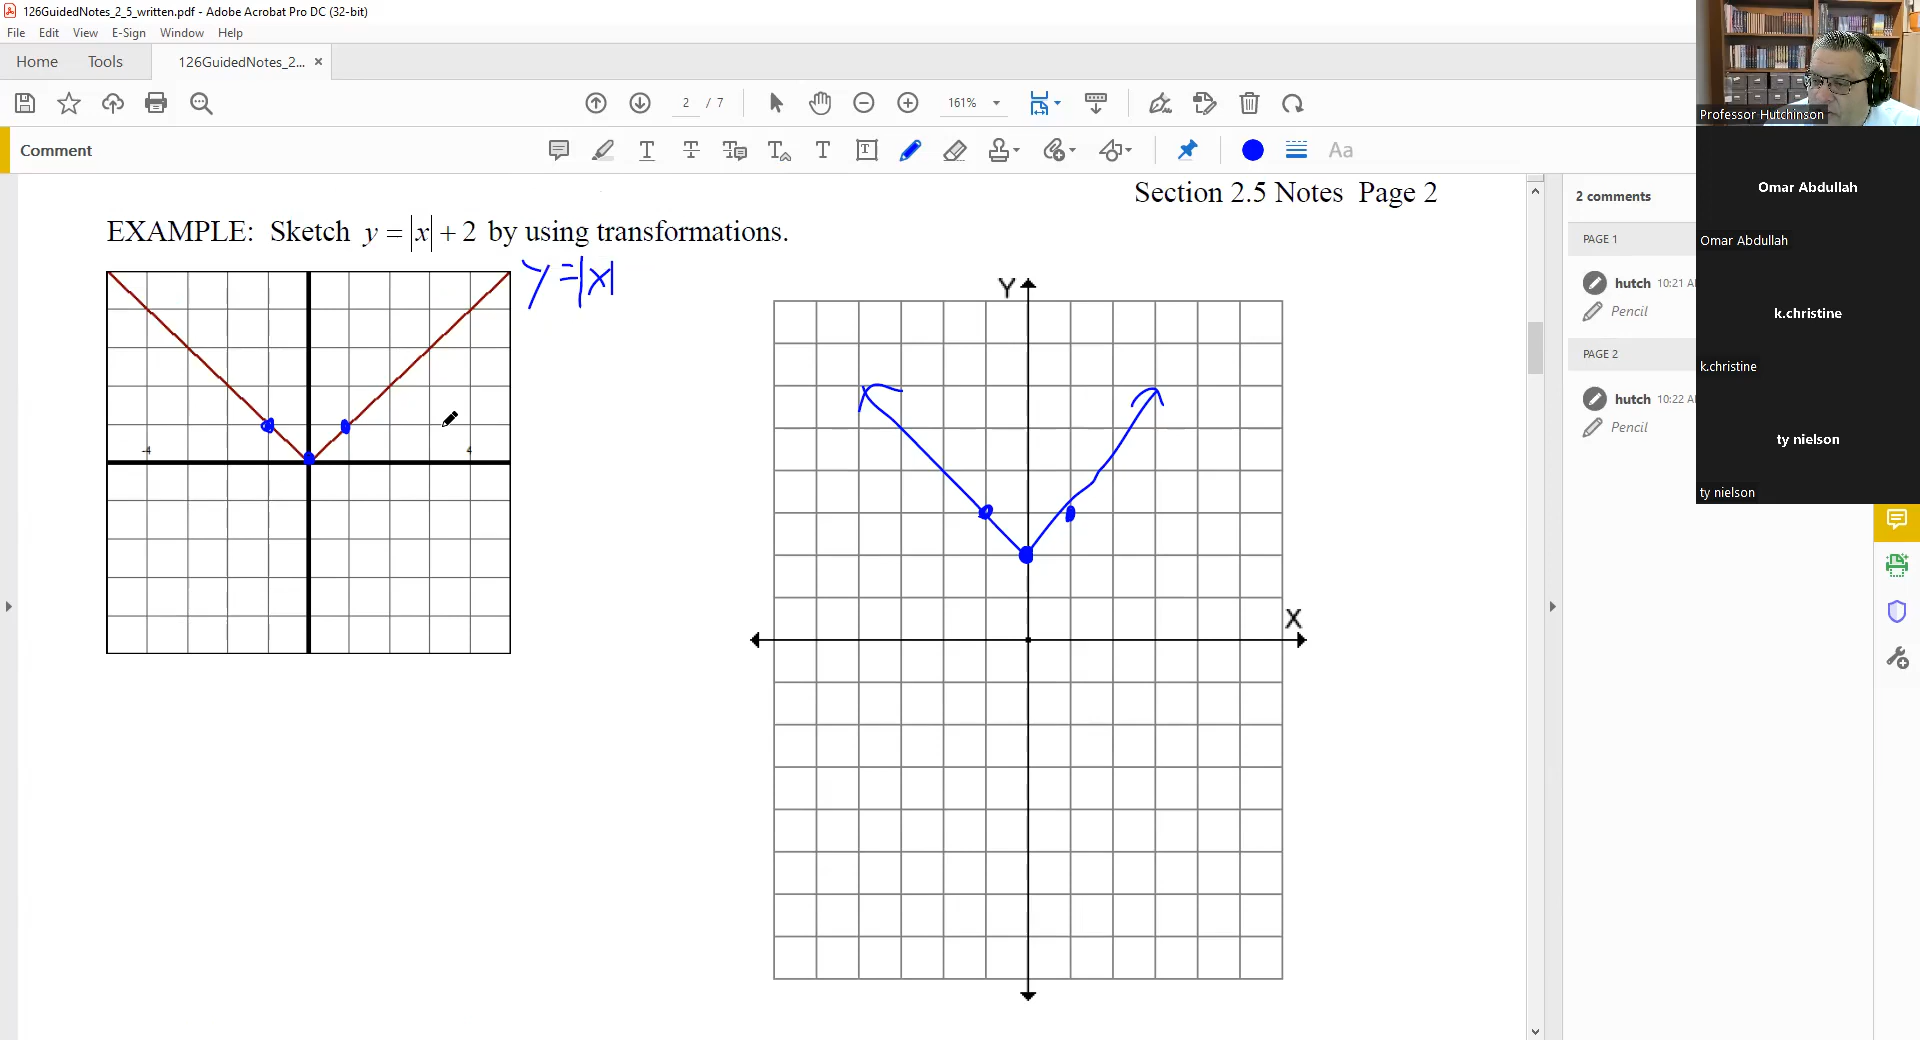 126GuidedNotes_2_5_written.pdf - Adobe Acrobat Pro DC (32-bit)
File Edit View E-Sign Window Help
Home Tools 126GuidedNotes_2... ×
2 / 7 161%
Comment
Aa
Section 2.5 Notes Page 2
EXAMPLE: Sketch y = |x| + 2 by using transformations.
y = |x|
-4 4
Y
X
2 comments
PAGE 1
hutch 10:21 A
Pencil
PAGE 2
hutch 10:22 A
Pencil
Professor Hutchinson
Omar Abdullah
Omar Abdullah
k.christine
k.christine
ty nielson
ty nielson